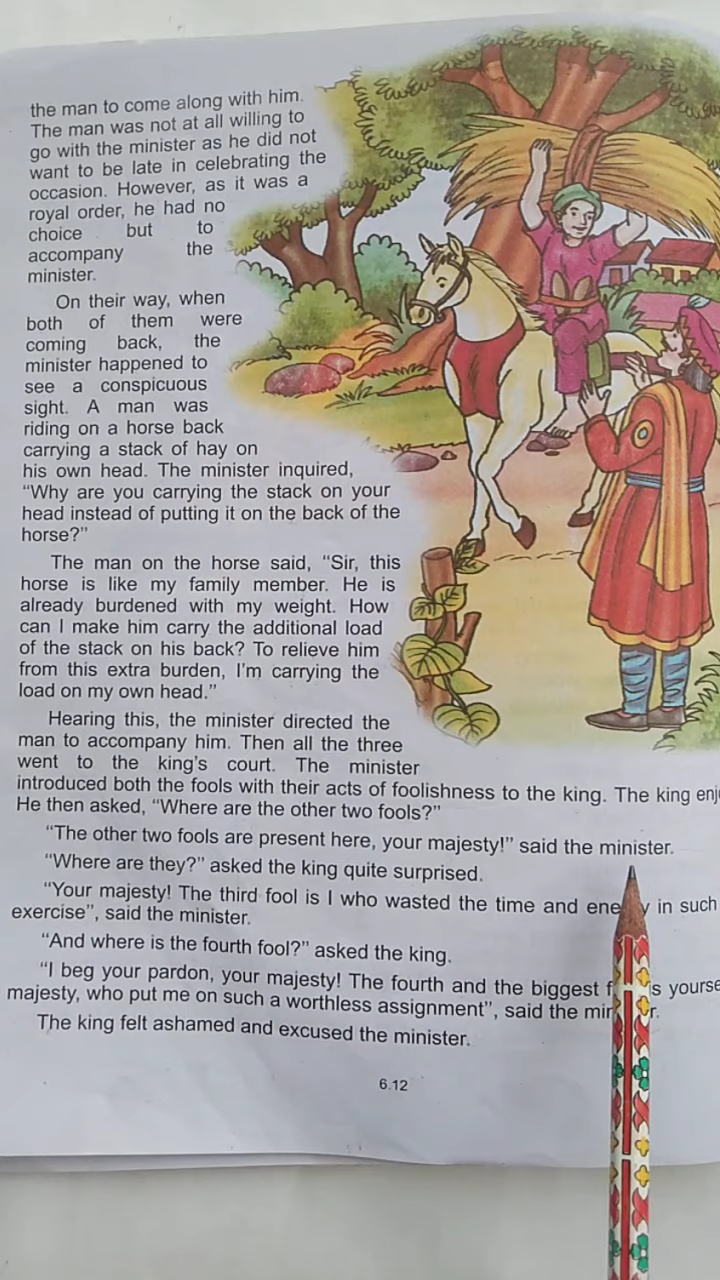 the man to come along with him.
The man was not at all willing to
go with the minister as he did not
want to be late in celebrating the
occasion. However, as it was a
royal order, he had no
choice but to
accompany the
minister.
On their way, when
both of them were
coming back, the
minister happened to
see a conspicuous
sight. A man was
riding on a horse back
carrying a stack of hay on
his own head. The minister inquired,
“Why are you carrying the stack on your
head instead of putting it on the back of the
horse?”
The man on the horse said, “Sir, this
horse is like my family member. He is
already burdened with my weight. How
can I make him carry the additional load
of the stack on his back? To relieve him
from this extra burden, I’m carrying the
load on my own head.”
Hearing this, the minister directed the
man to accompany him. Then all the three
went to the king’s court. The minister
introduced both the fools with their acts of foolishness to the king. The king
He then asked, “Where are the other two fools?”
“The other two fools are present here, your majesty!” said the minister.
“Where are they?” asked the king quite surprised.
“Your majesty! The third fool is I who wasted the time and in such
exercise”, said the minister.
“And where is the fourth fool?” asked the king.
“I beg your pardon, your majesty! The fourth and the biggest
majesty, who put me on such a worthless assignment”, said the
The king felt ashamed and excused the minister.
6.12